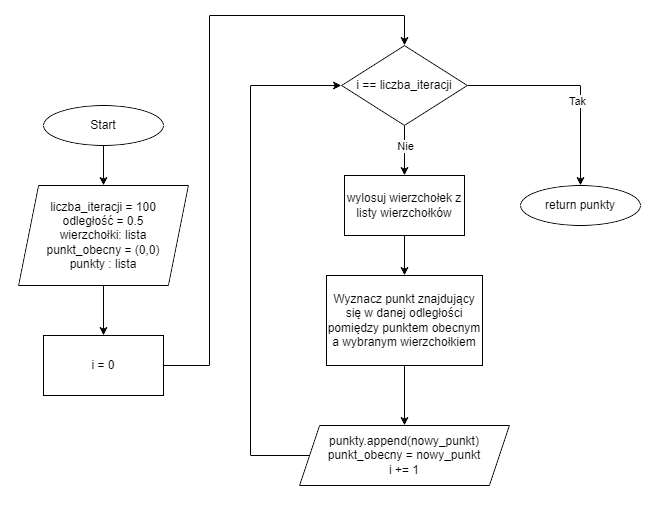 Start
liczba_iteracji = 100
odległość = 0.5
wierzchołki: lista
punkt_obecny = (0,0)
punkty : lista
i = 0
i == liczba_iteracji
Tak
return punkty
Nie
wylosuj wierzchołek z
listy wierzchołków
Wyznacz punkt znajdujący
się w danej odległości
pomiędzy punktem obecnym
a wybranym wierzchołkiem
punkty.append(nowy_punkt)
punkt_obecny = nowy_punkt
i += 1